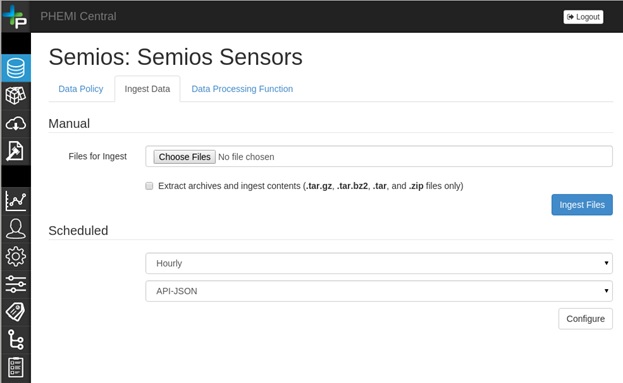 PHEMI Central
Logout
Semios: Semios Sensors
Data Policy
Ingest Data
Data Processing Function
Manual
Files for Ingest
Choose Files No file chosen
Extract archives and ingest contents (.tar.gz, .tar.bz2, .tar, and .zip files only)
Ingest Files
Scheduled
Hourly
API-JSON
Configure